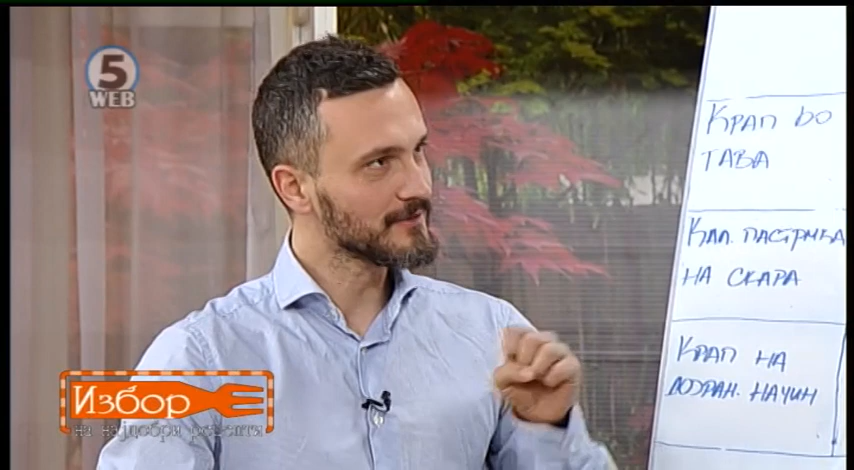 5
WEB
КРАП ВО
ТАВА
КАЛ. ПАСТРМКА
НА СКАРА
КРАП НА
ДОЈРАН. НАЧИН
Избор
на најдобри рецепти